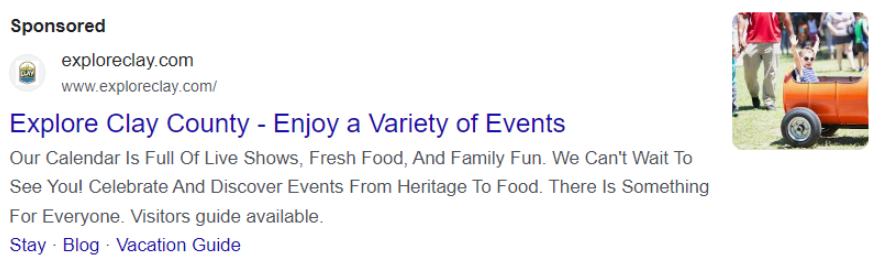 Sponsored
exploreclay.com
www.exploreclay.com/
Explore Clay County - Enjoy a Variety of Events
Our Calendar Is Full Of Live Shows, Fresh Food, And Family Fun. We Can't Wait To
See You! Celebrate And Discover Events From Heritage To Food. There Is Something
For Everyone. Visitors guide available.
Stay · Blog · Vacation Guide